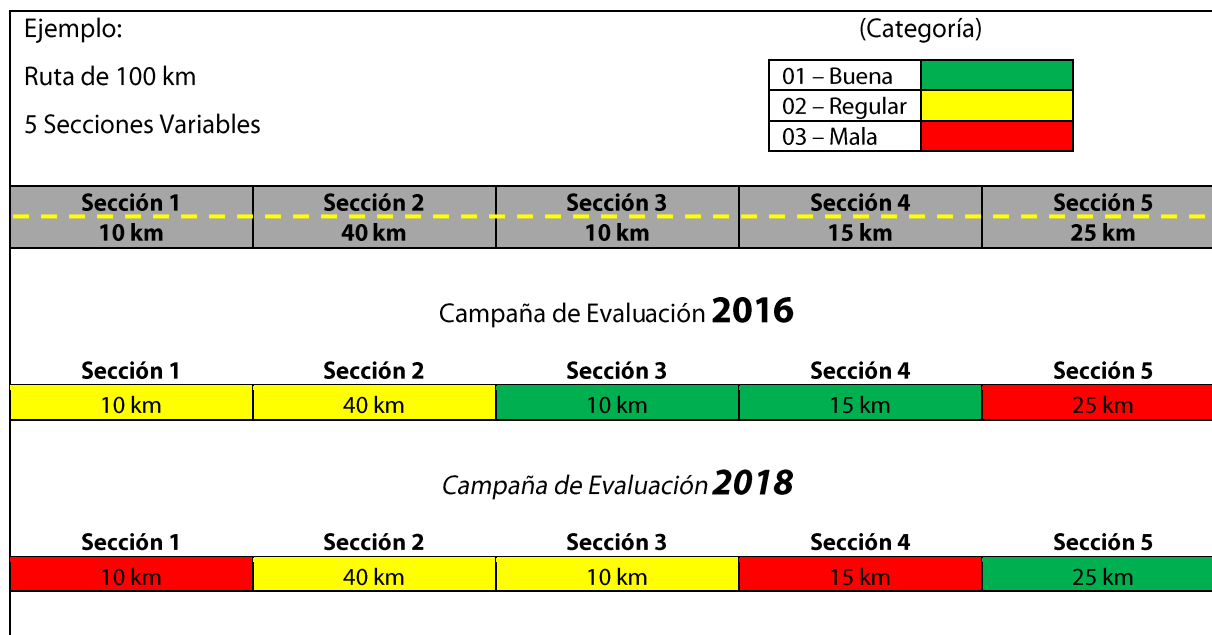 Ejemplo:
(Categoría)
Ruta de 100 km
01 – Buena
02 – Regular
5 Secciones Variables
03 – Mala
Sección 1 Sección 2 Sección 3 Sección 4 Sección 5
10 km 40 km 10 km 15 km 25 km
Campaña de Evaluación 2016
Sección 1 Sección 2 Sección 3 Sección 4 Sección 5
10 km 40 km 10 km 15 km 25 km
Campaña de Evaluación 2018
Sección 1 Sección 2 Sección 3 Sección 4 Sección 5
10 km 40 km 10 km 15 km 25 km